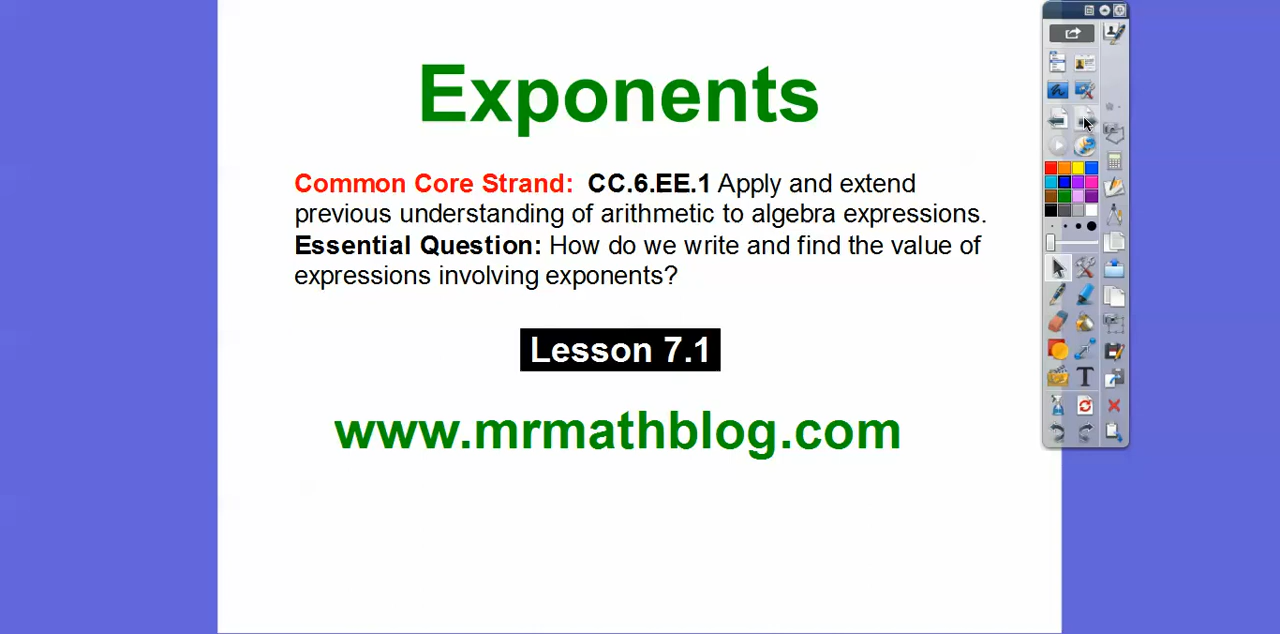 Exponents
Common Core Strand: CC.6.EE.1 Apply and extend
previous understanding of arithmetic to algebra expressions.
Essential Question: How do we write and find the value of
expressions involving exponents?
Lesson 7.1
www.mrmathblog.com
T